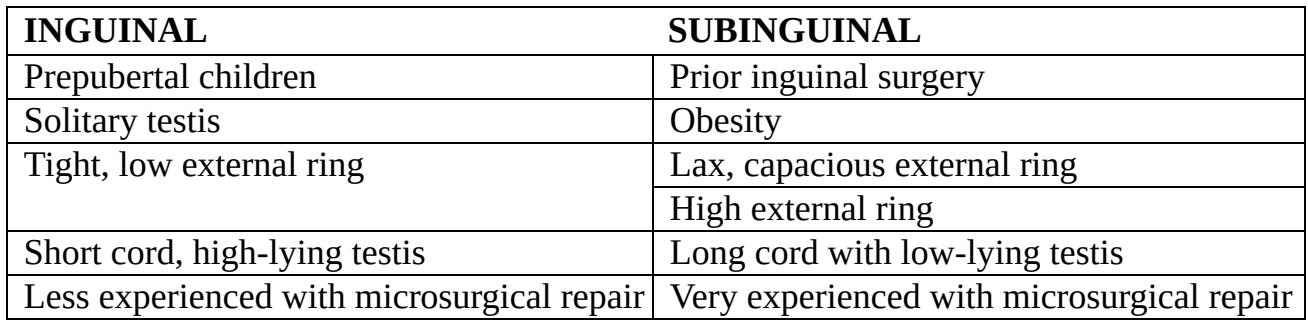 INGUINAL SUBINGUINAL
Prepubertal children Prior inguinal surgery
Solitary testis Obesity
Tight, low external ring Lax, capacious external ring
High external ring
Short cord, high-lying testis Long cord with low-lying testis
Less experienced with microsurgical repair Very experienced with microsurgical repair